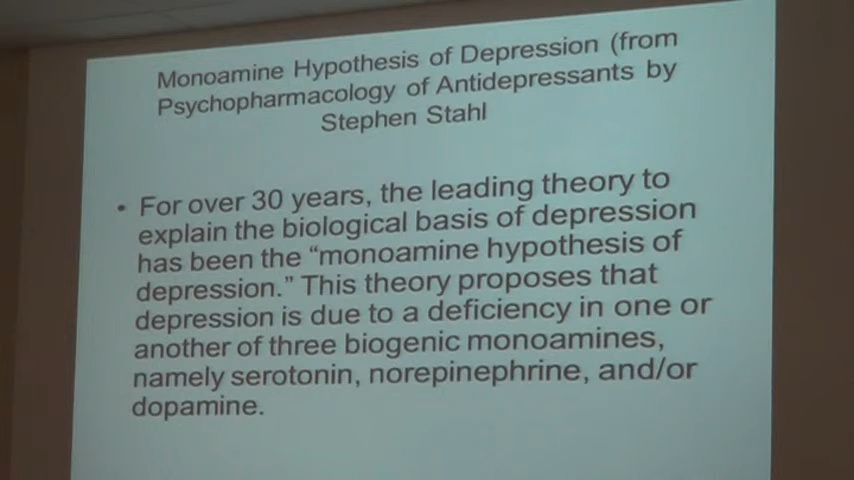 Monoamine Hypothesis of Depression (from
Psychopharmacology of Antidepressants by
Stephen Stahl
• For over 30 years, the leading theory to
explain the biological basis of depression
has been the “monoamine hypothesis of
depression.” This theory proposes that
depression is due to a deficiency in one or
another of three biogenic monoamines,
namely serotonin, norepinephrine, and/or
dopamine.